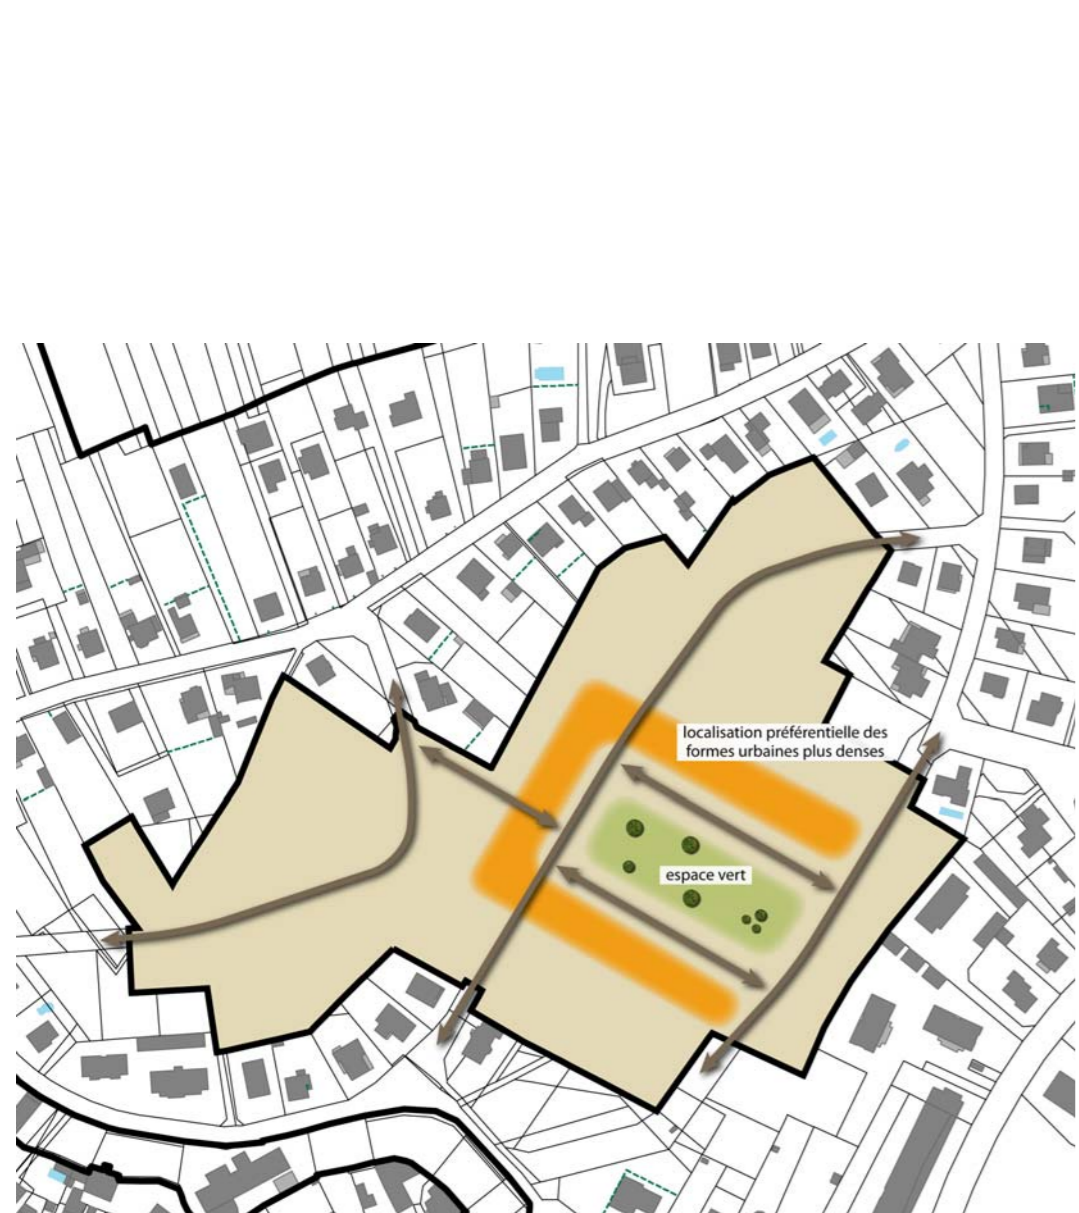 localisation préférentielle des
formes urbaines plus denses
espace vert